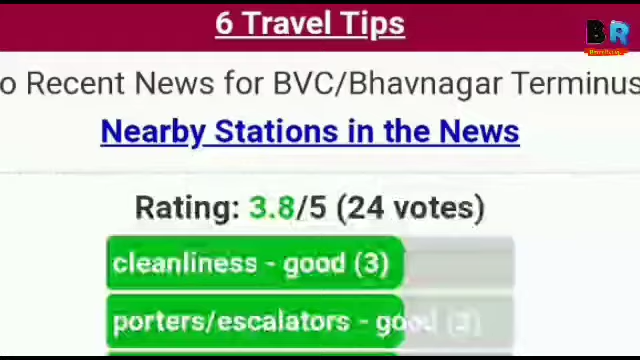 6 Travel Tips
BR
o Recent News for BVC/Bhavnagar Terminus
Nearby Stations in the News
Rating: 3.8/5 (24 votes)
cleanliness - good (3)
porters/escalators - good (3)